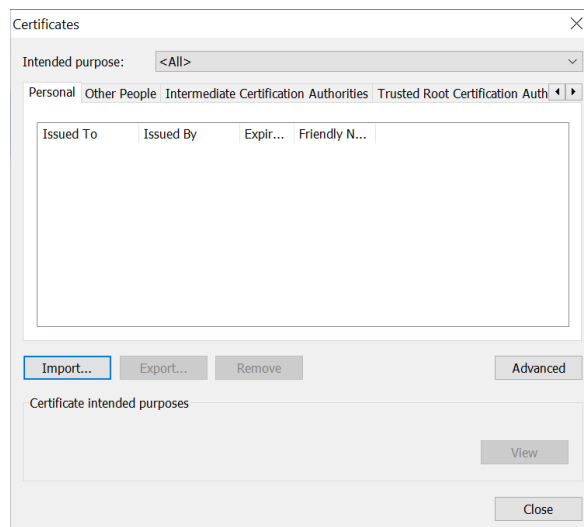 Certificates
Intended purpose: <All>
Personal Other People Intermediate Certification Authorities Trusted Root Certification Auth
Issued To Issued By Expir... Friendly N...
Import... Export... Remove Advanced
Certificate intended purposes
View
Close